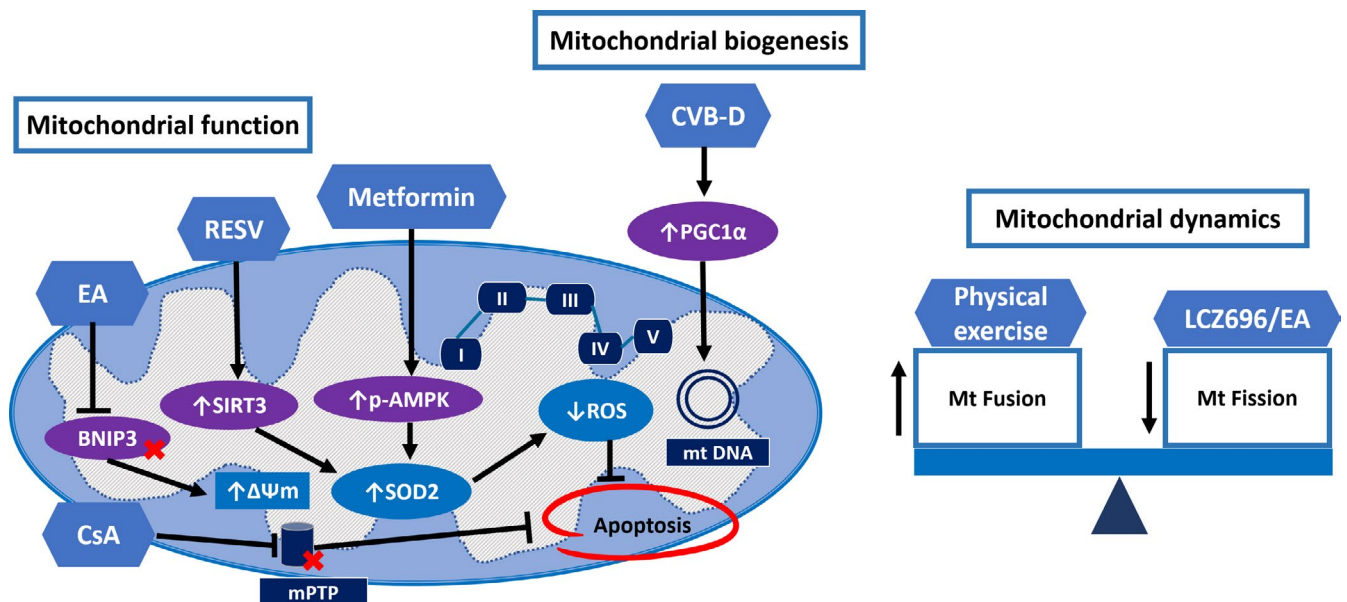 Mitochondrial biogenesis
CVB-D
Mitochondrial function
Metformin
RESV
↑PGC1α
Mitochondrial dynamics
EA
II
III
I
IV
V
Physical
exercise
LCZ696/EA
↑SIRT3
↑p-AMPK
↓ROS
Mt Fusion
Mt Fission
BNIP3
mt DNA
↑ΔΨm
↑SOD2
CsA
Apoptosis
mPTP